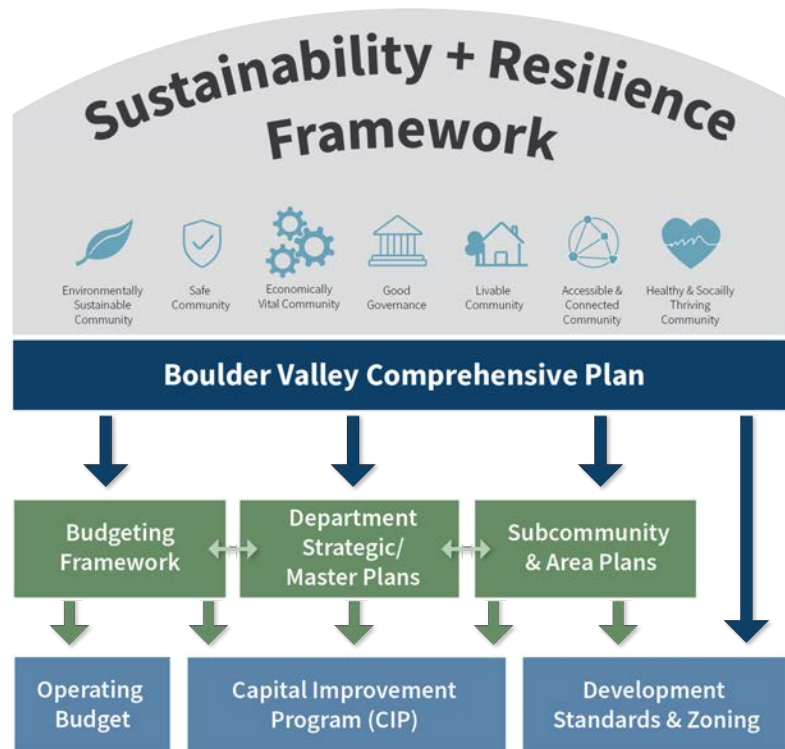 Sustainability + Resilience
Framework
Environmentally
Sustainable
Community
Safe
Community
Economically
Vital Community
Good
Governance
Livable
Community
Accessible &
Connected
Community
Healthy & Socailly
Thriving
Community
Boulder Valley Comprehensive Plan
Budgeting
Framework
Department
Strategic/
Master Plans
Subcommunity
& Area Plans
Operating
Budget
Capital Improvement
Program (CIP)
Development
Standards & Zoning